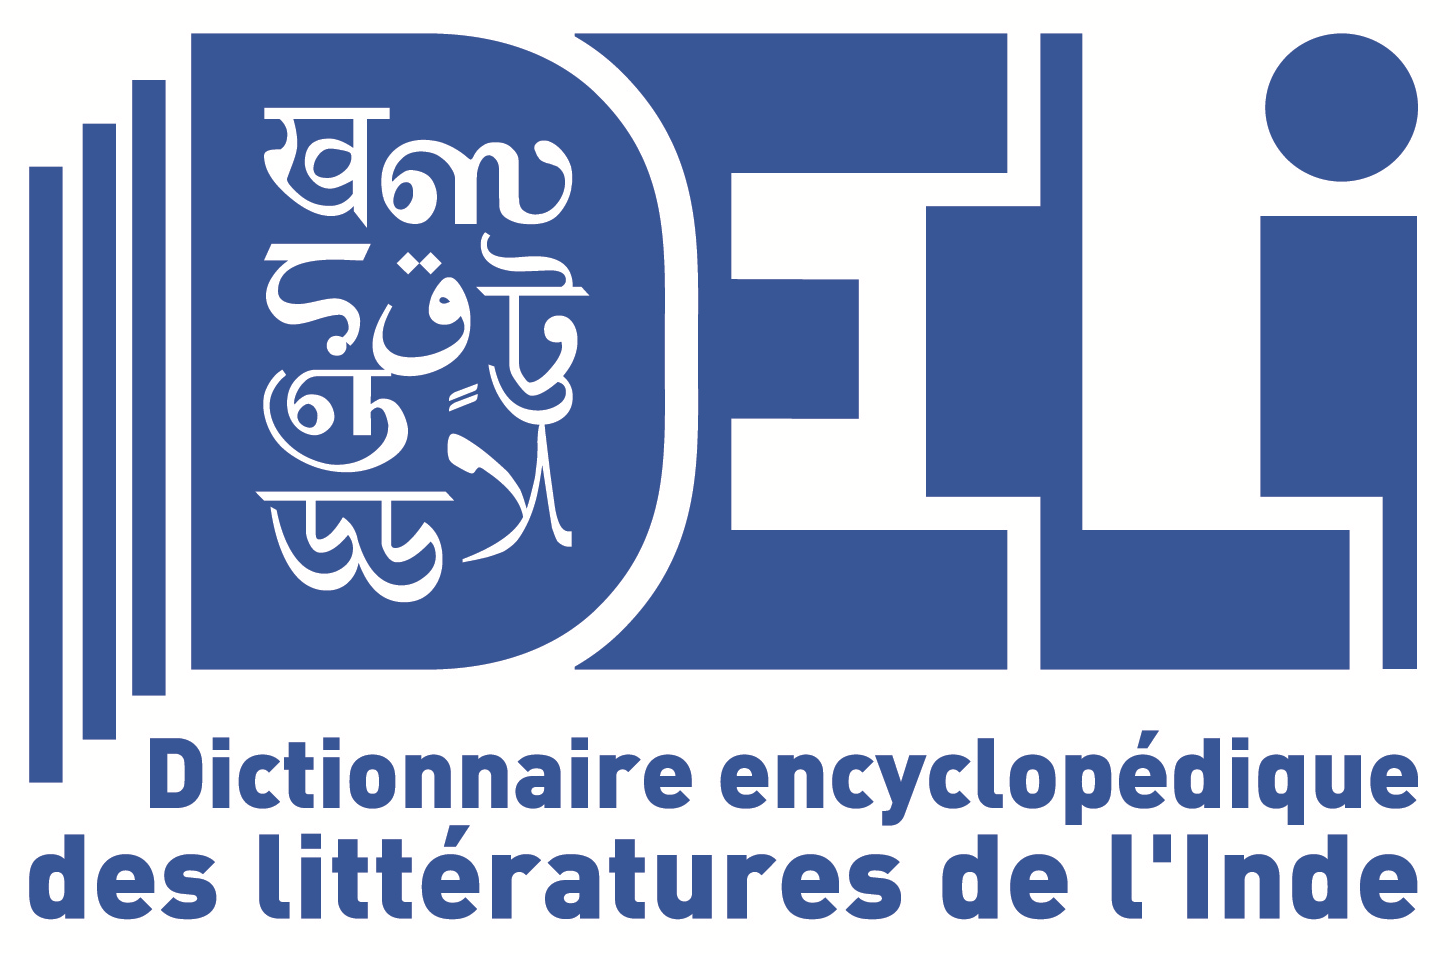 DELi
Dictionnaire encyclopédique
des littératures de l'Inde